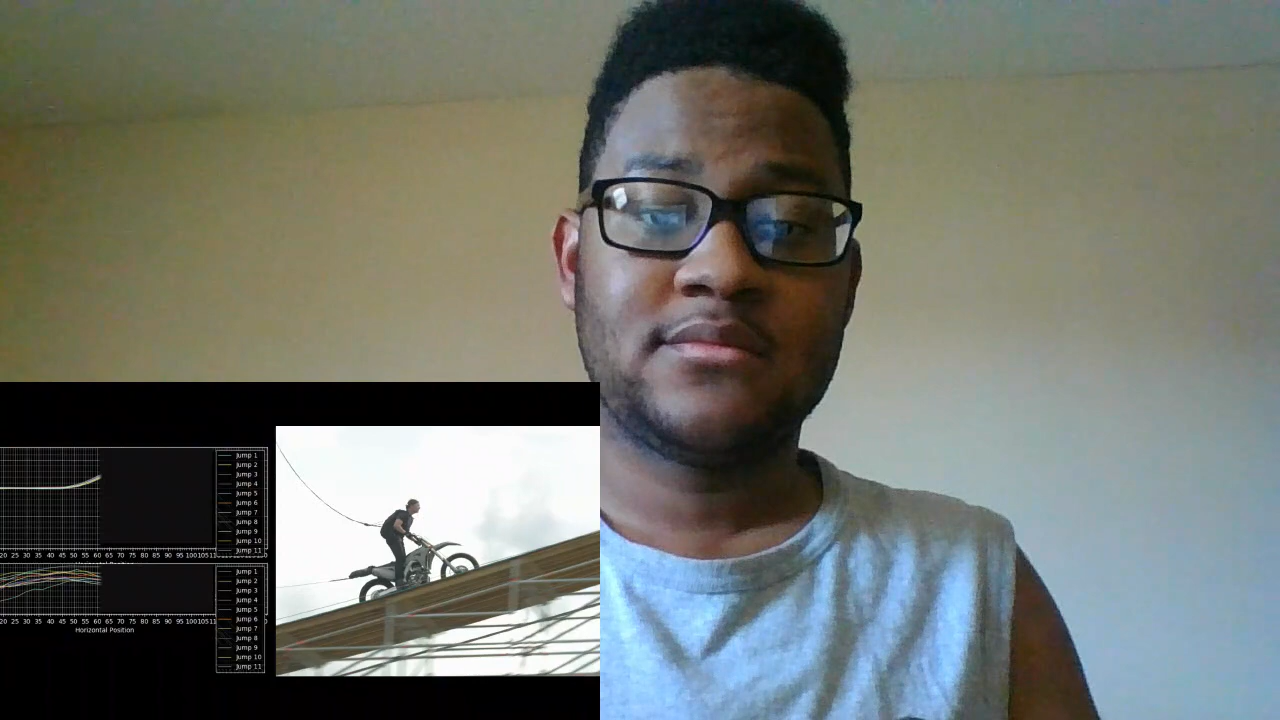 Jump 1
Jump 2
Jump 3
Jump 4
Jump 5
Jump 6
Jump 7
Jump 8
Jump 9
Jump 10
Jump 11
20 25 30 35 40 45 50 55 60 65 70 75 80 85 90 95 100 105
Jump 1
Jump 2
Jump 3
Jump 4
Jump 5
Jump 6
Jump 7
Jump 8
Jump 9
Jump 10
Jump 11
20 25 30 35 40 45 50 55 60 65 70 75 80 85 90 95 100 105
Horizontal Position